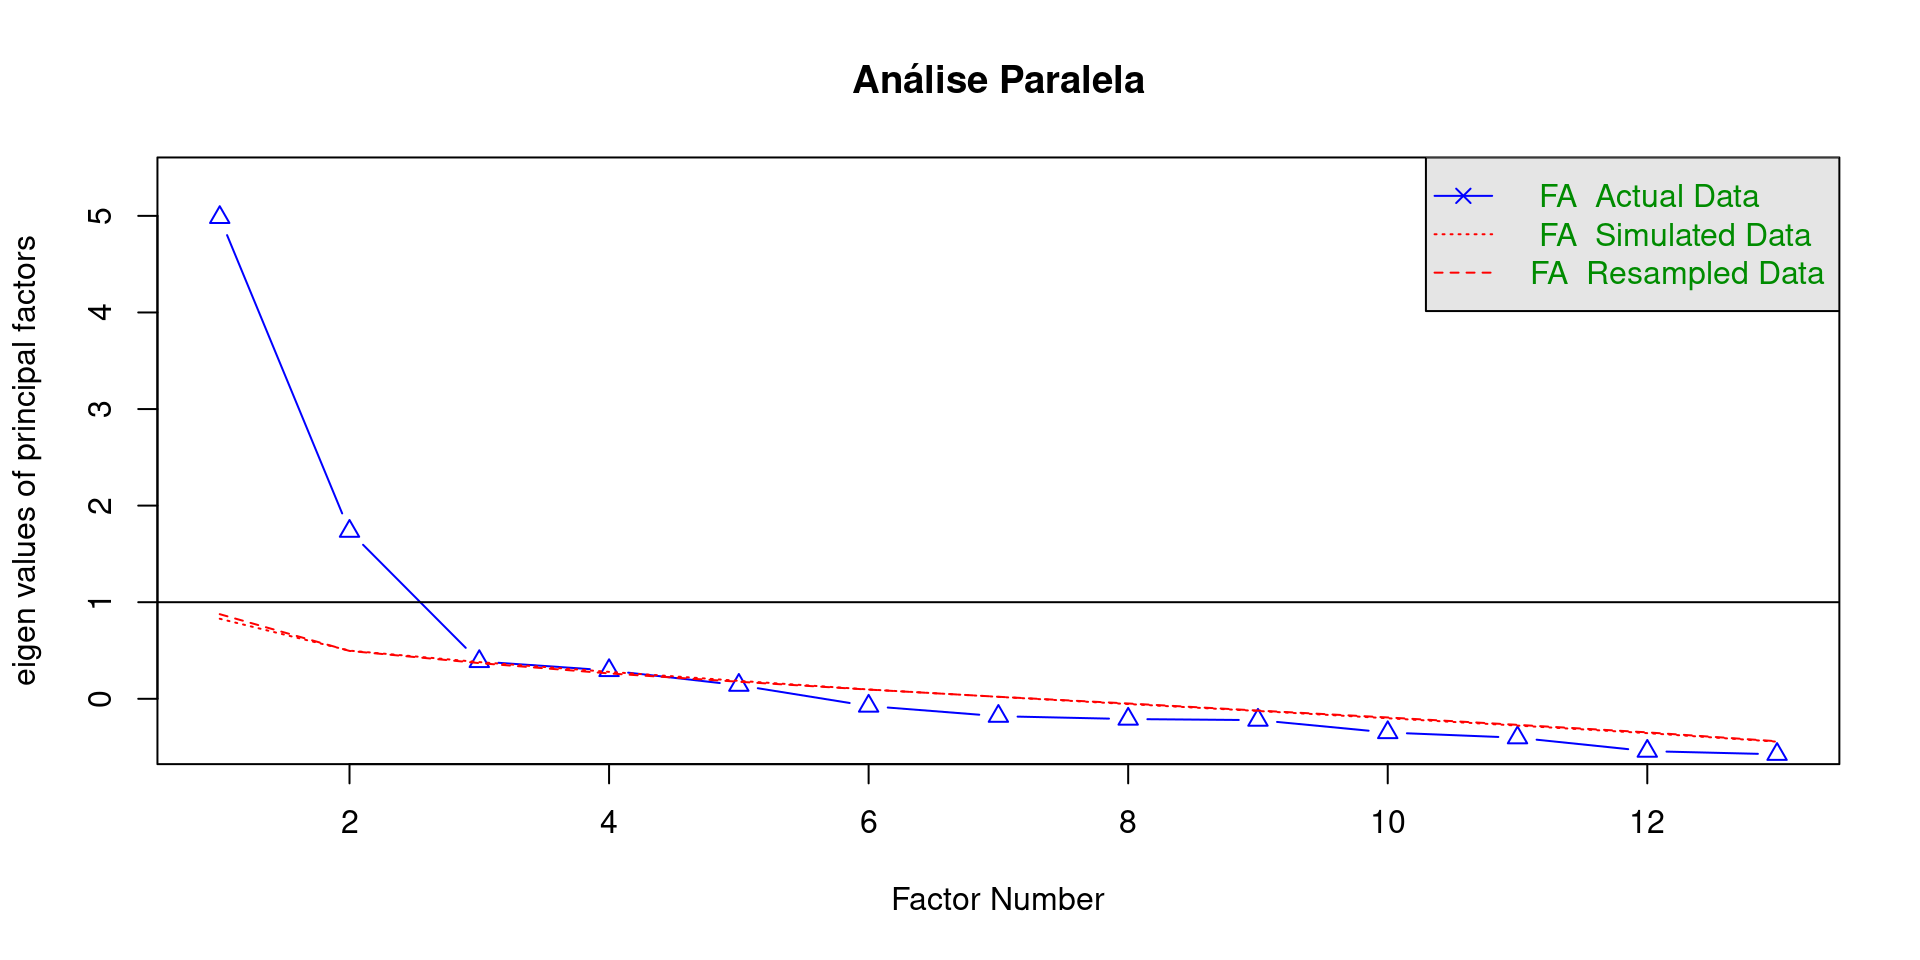 Análise Paralela
eigen values of principal factors
5
4
3
2
1
0
FA Actual Data
FA Simulated Data
FA Resampled Data
2 4 6 8 10 12
Factor Number